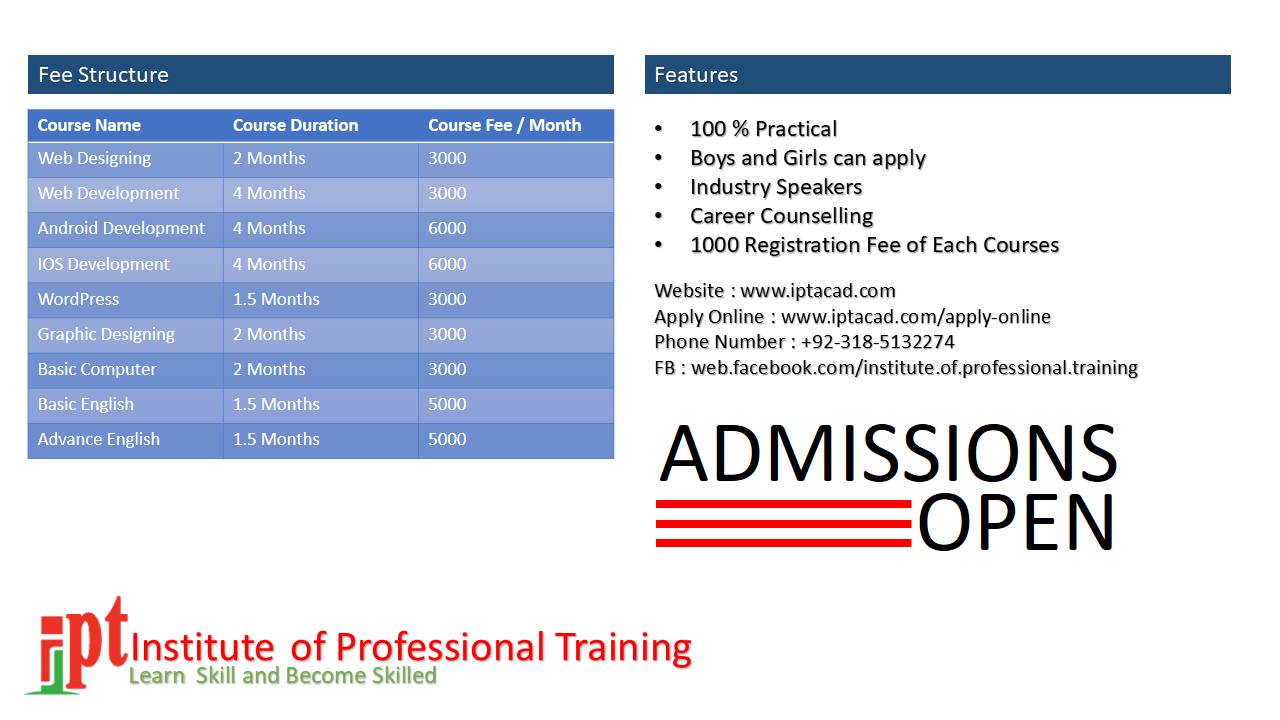 Fee Structure
Course Name Course Duration Course Fee / Month
Web Designing 2 Months 3000
Web Development 4 Months 3000
Android Development 4 Months 6000
IOS Development 4 Months 6000
WordPress 1.5 Months 3000
Graphic Designing 2 Months 3000
Basic Computer 2 Months 3000
Basic English 1.5 Months 5000
Advance English 1.5 Months 5000
Features
• 100 % Practical
• Boys and Girls can apply
• Industry Speakers
• Career Counselling
• 1000 Registration Fee of Each Courses
Website : www.iptacad.com
Apply Online : www.iptacad.com/apply-online
Phone Number : +92-318-5132274
FB : web.facebook.com/institute.of.professional.training
ADMISSIONS
OPEN
ipt
Institute of Professional Training
Learn Skill and Become Skilled